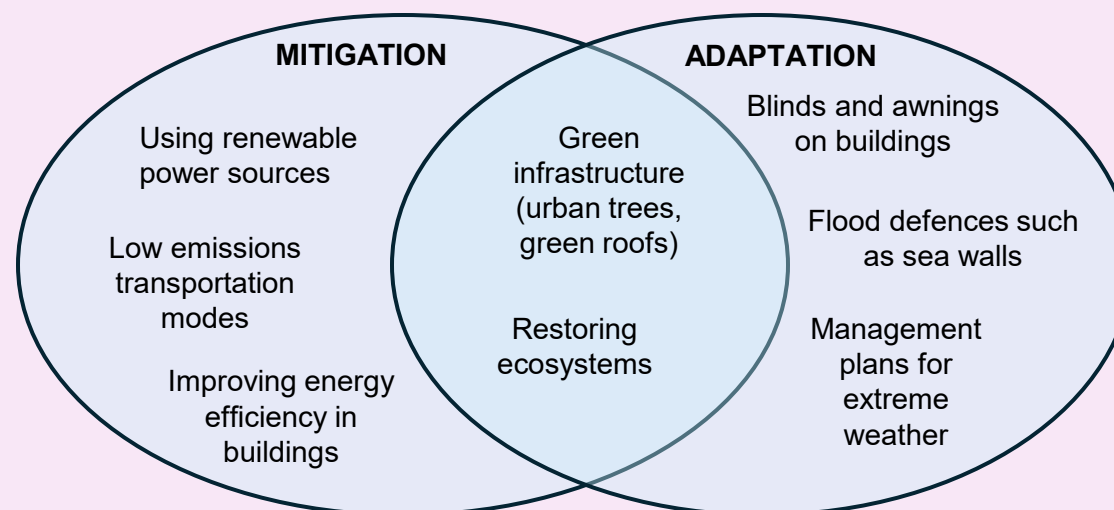 MITIGATION
Using renewable
power sources
Low emissions
transportation
modes
Improving energy
efficiency in
buildings
Green
infrastructure
(urban trees,
green roofs)
Restoring
ecosystems
ADAPTATION
Blinds and awnings
on buildings
Flood defences such
as sea walls
Management
plans for
extreme
weather